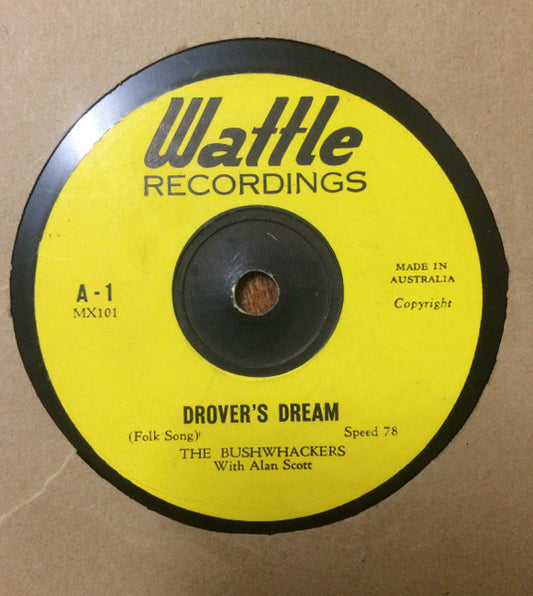 Wattle
RECORDINGS
MADE IN
AUSTRALIA
Copyright
A - 1
MX101
DROVER'S DREAM
(Folk Song)
Speed 78
THE BUSHWHACKERS
With Alan Scott